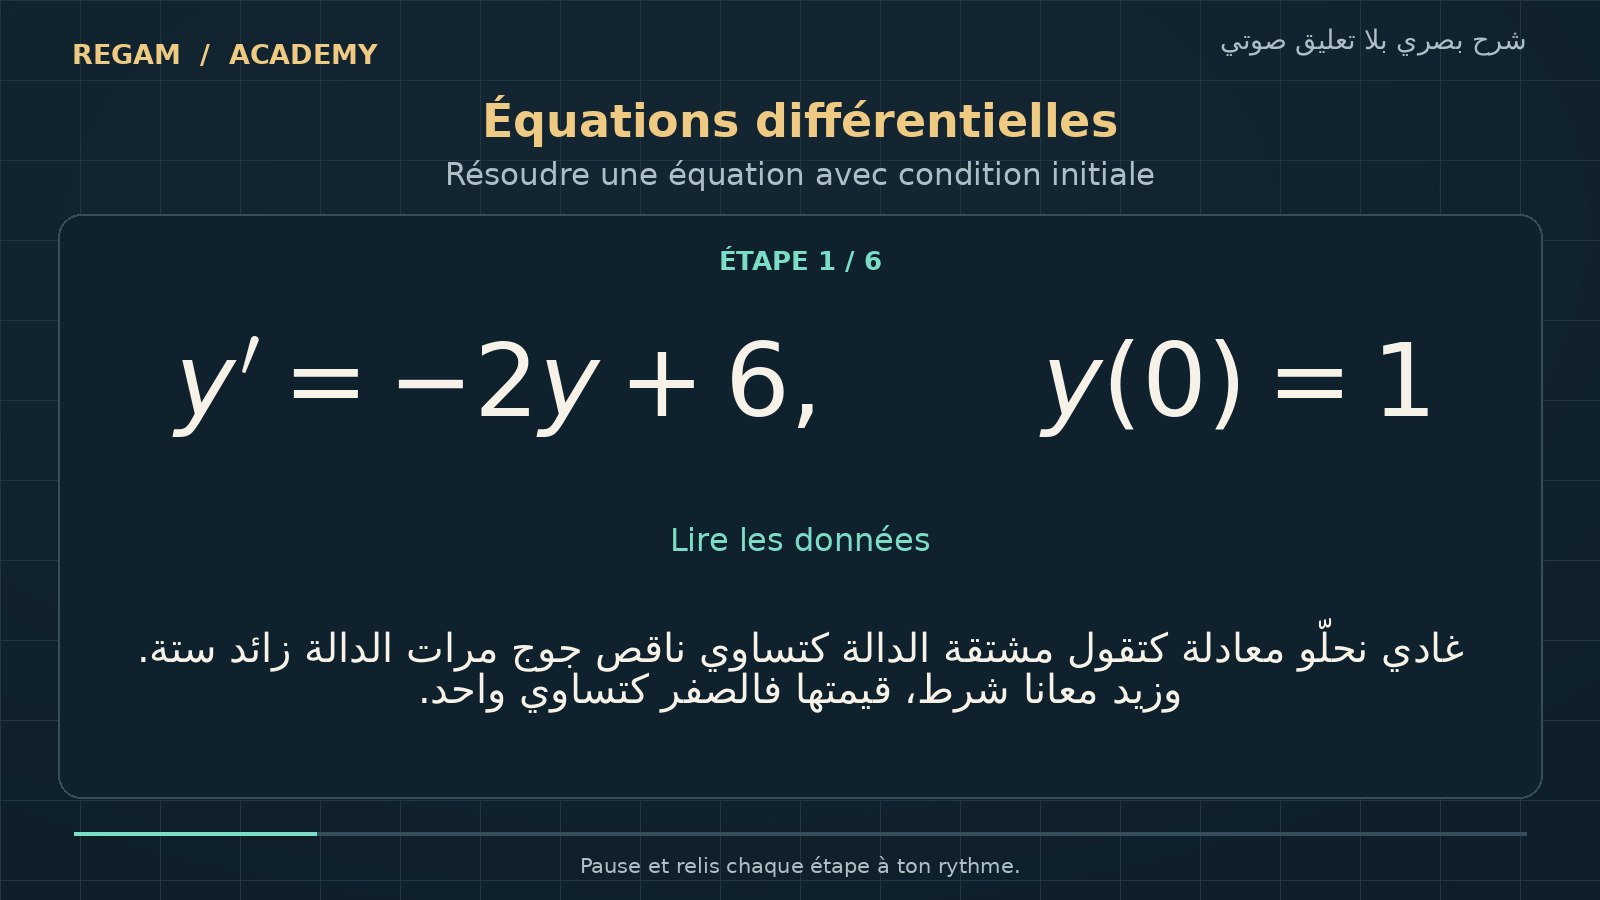 REGAM / ACADEMY
شرح بصري بلا تعليق صوتي
Équations différentielles
Résoudre une équation avec condition initiale
ÉTAPE 1 / 6
y′ = −2y + 6, y(0) = 1
Lire les données
غادي نحلّو معادلة كتقول مشتقة الدالة كتساوي ناقص جوج مرات الدالة زائد ستة.
وزيد معانا شرط، قيمتها فالصفر كتساوي واحد.
Pause et relis chaque étape à ton rythme.